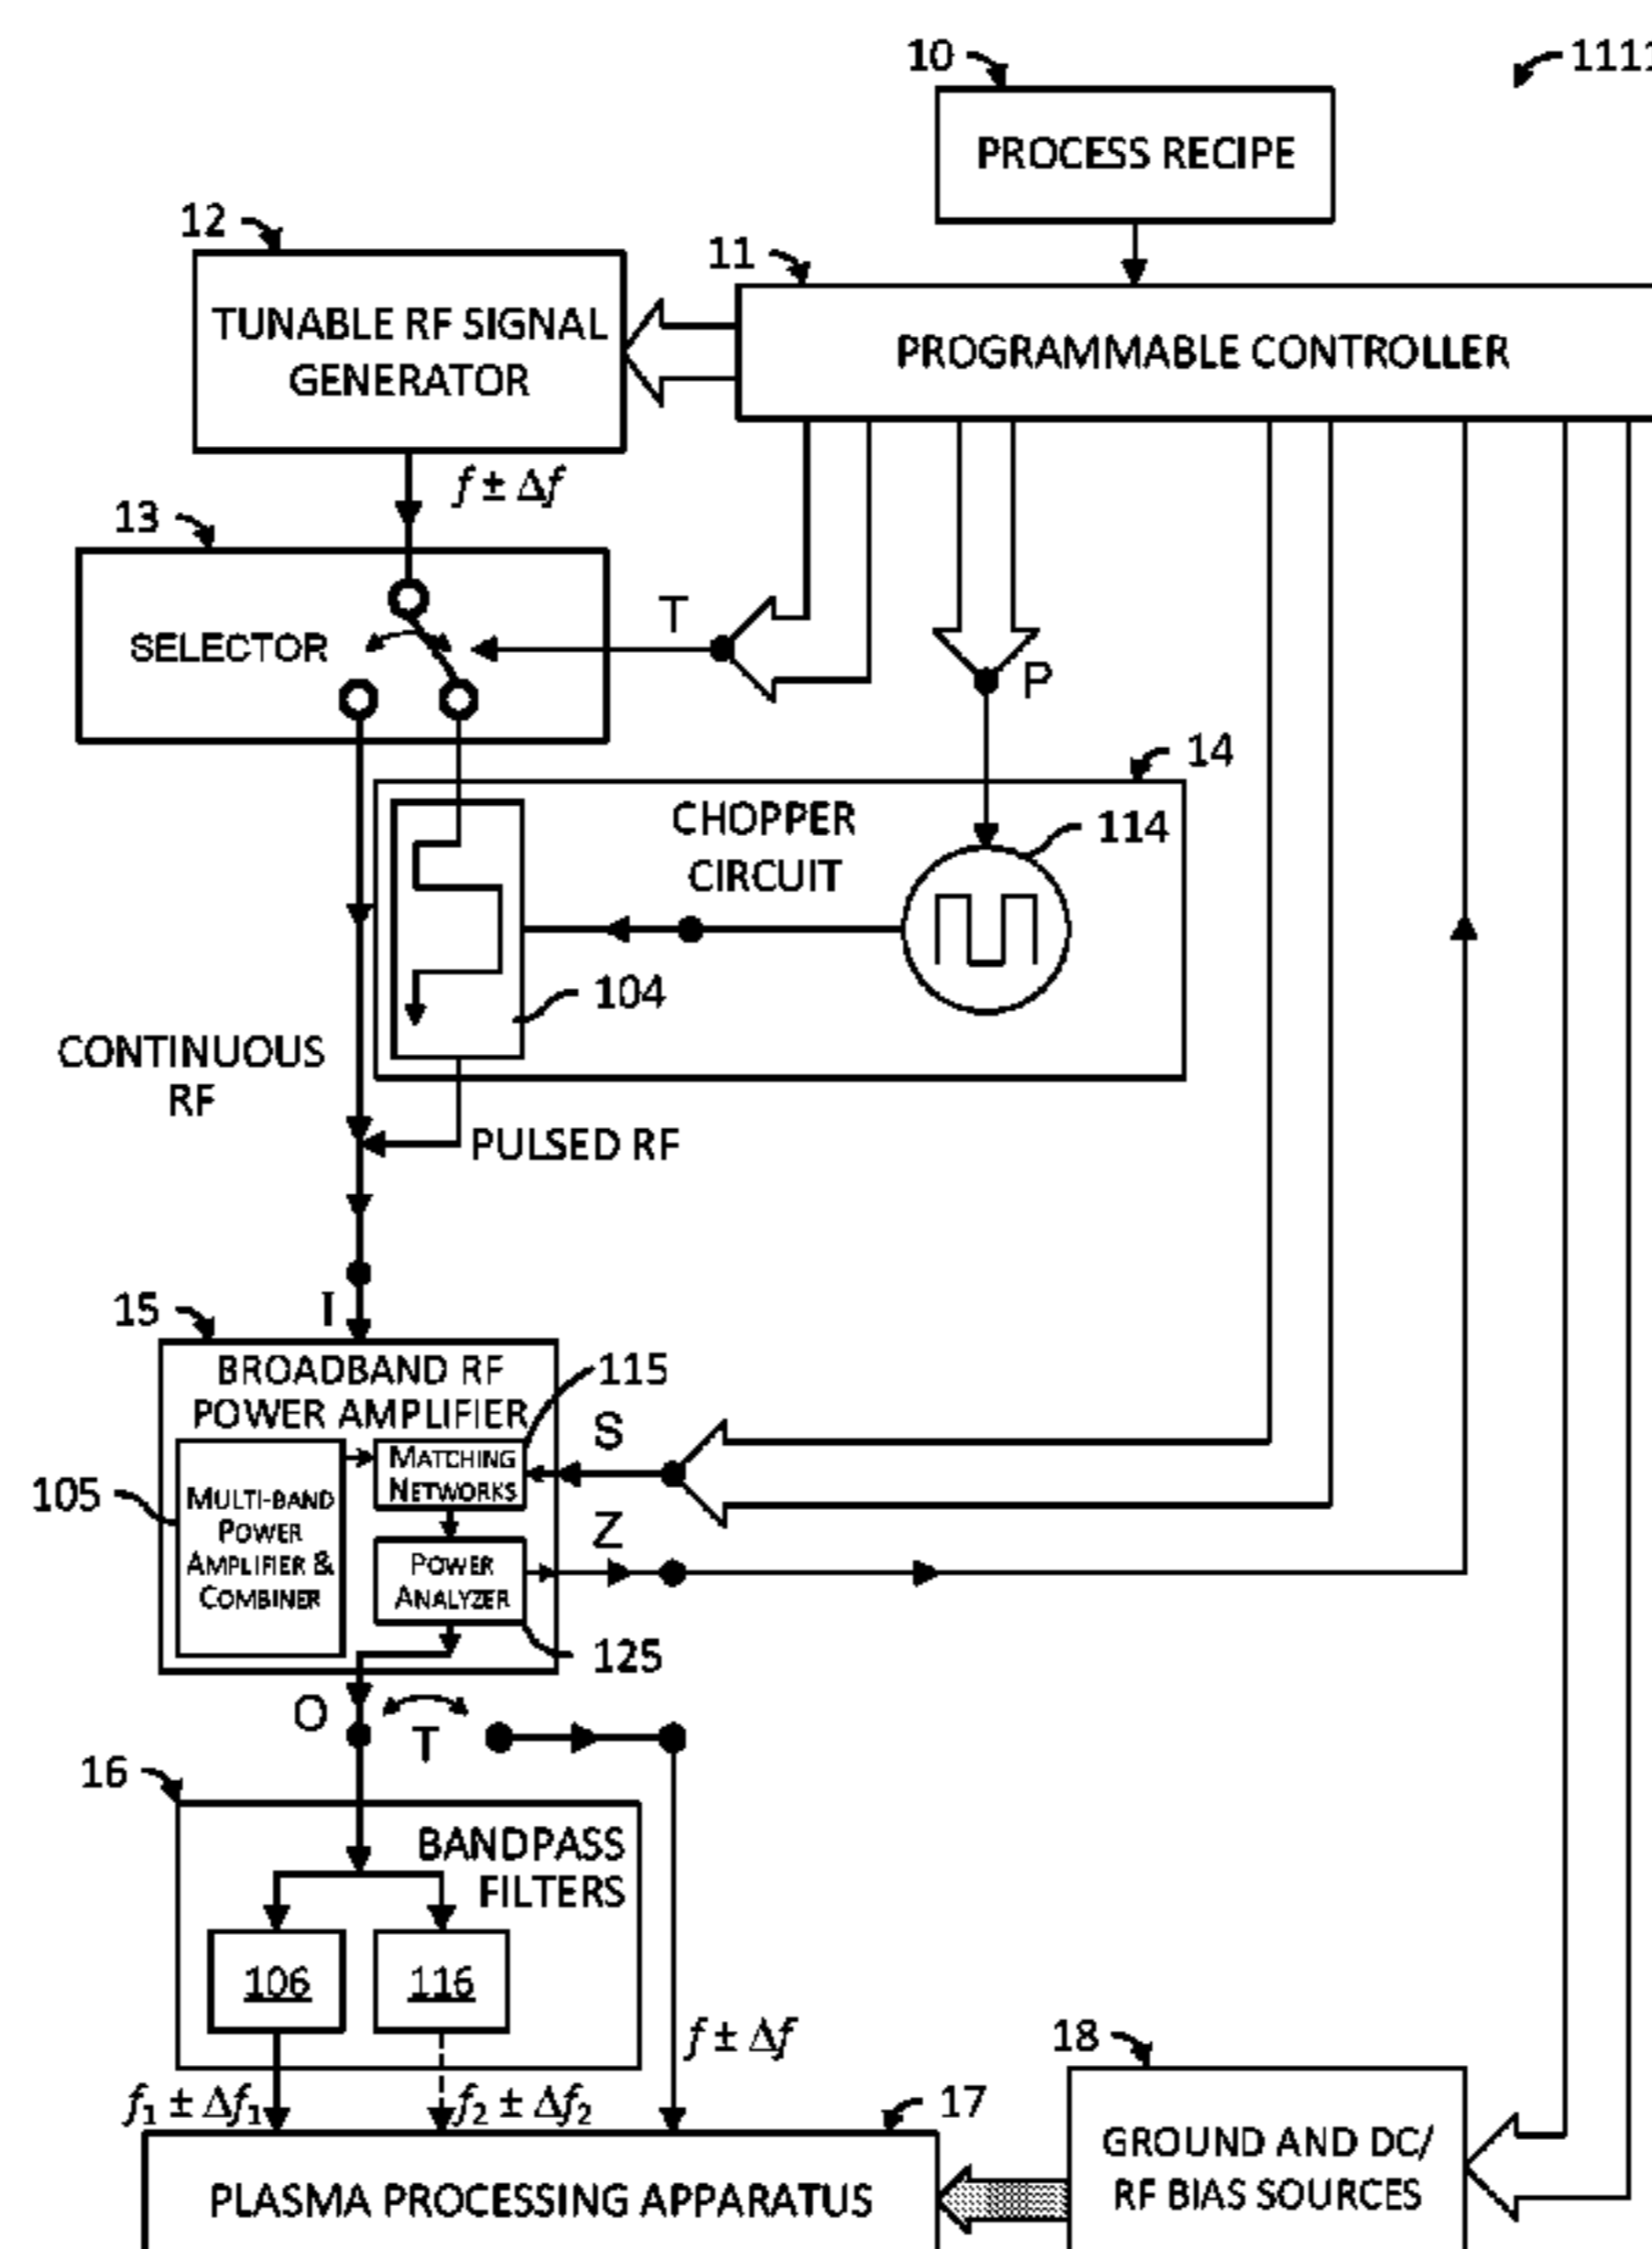 10
1111
PROCESS RECIPE
12
11
TUNABLE RF SIGNAL
GENERATOR
PROGRAMMABLE CONTROLLER
f ± Δf
13
SELECTOR
T
P
14
CHOPPER
CIRCUIT
114
104
CONTINUOUS
RF
PULSED RF
I
15
BROADBAND RF
POWER AMPLIFIER
115
S
MATCHING
NETWORKS
105
MULTI-BAND
POWER
AMPLIFIER &
COMBINER
Z
POWER
ANALYZER
125
O
T
16
BANDPASS
FILTERS
106
116
f ± Δf
18
f₁ ± Δf₁
f₂ ± Δf₂
17
GROUND AND DC/
RF BIAS SOURCES
PLASMA PROCESSING APPARATUS